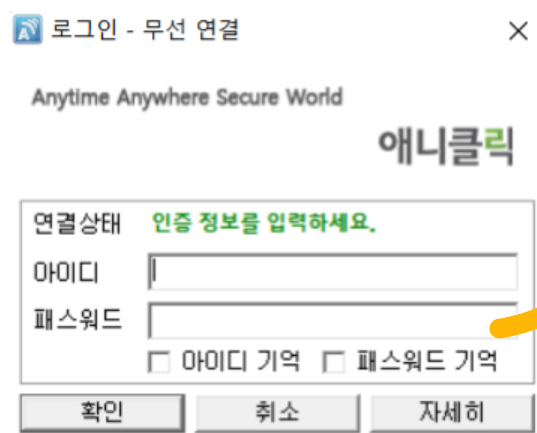 로그인 - 무선 연결
Anytime Anywhere Secure World
애니클릭
연결상태 인증 정보를 입력하세요.
아이디
패스워드
아이디 기억 패스워드 기억
확인 취소 자세히